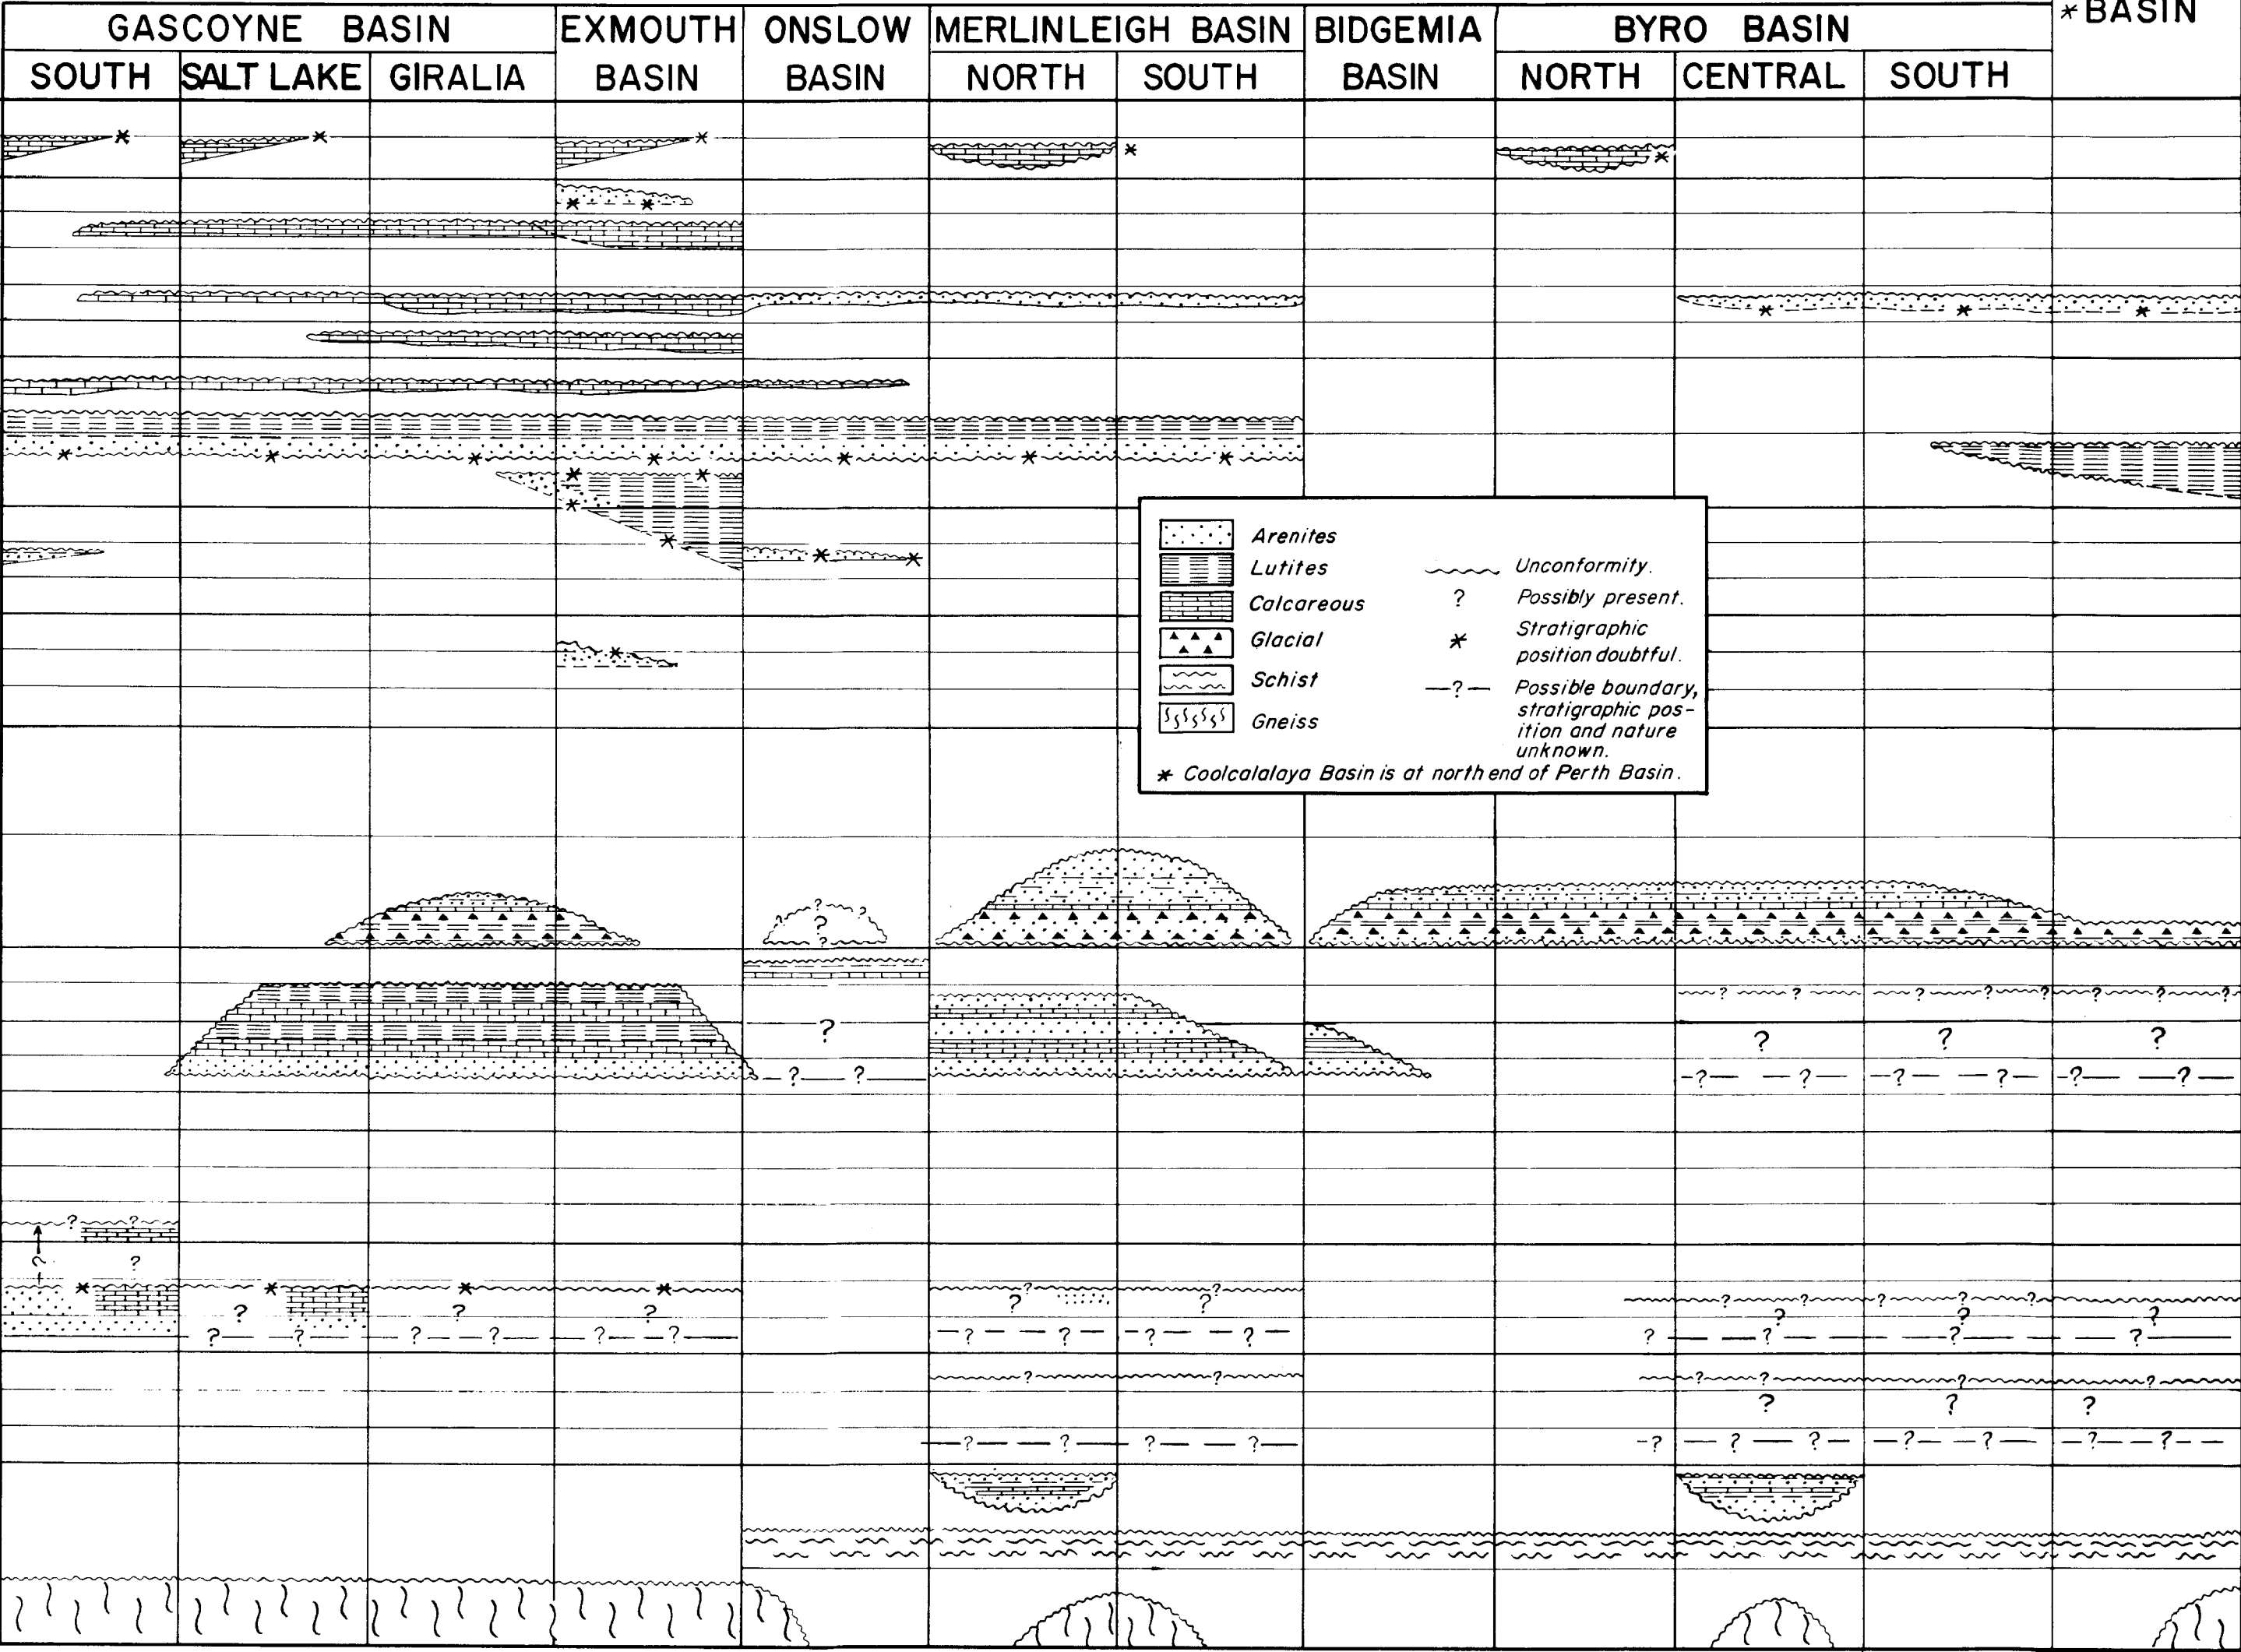 GASCOYNE BASIN
EXMOUTH
ONSLOW
MERLINLEIGH BASIN
BIDGEMIA
BYRO BASIN
* BASIN
SOUTH
SALT LAKE
GIRALIA
BASIN
BASIN
NORTH
SOUTH
BASIN
NORTH
CENTRAL
SOUTH
Arenites
Lutites
Calcareous
Glacial
Schist
Gneiss
Unconformity.
? Possibly present.
* Stratigraphic
position doubtful.
—?— Possible boundary,
stratigraphic pos-
ition and nature
unknown.
* Coolcalalaya Basin is at north end of Perth Basin.